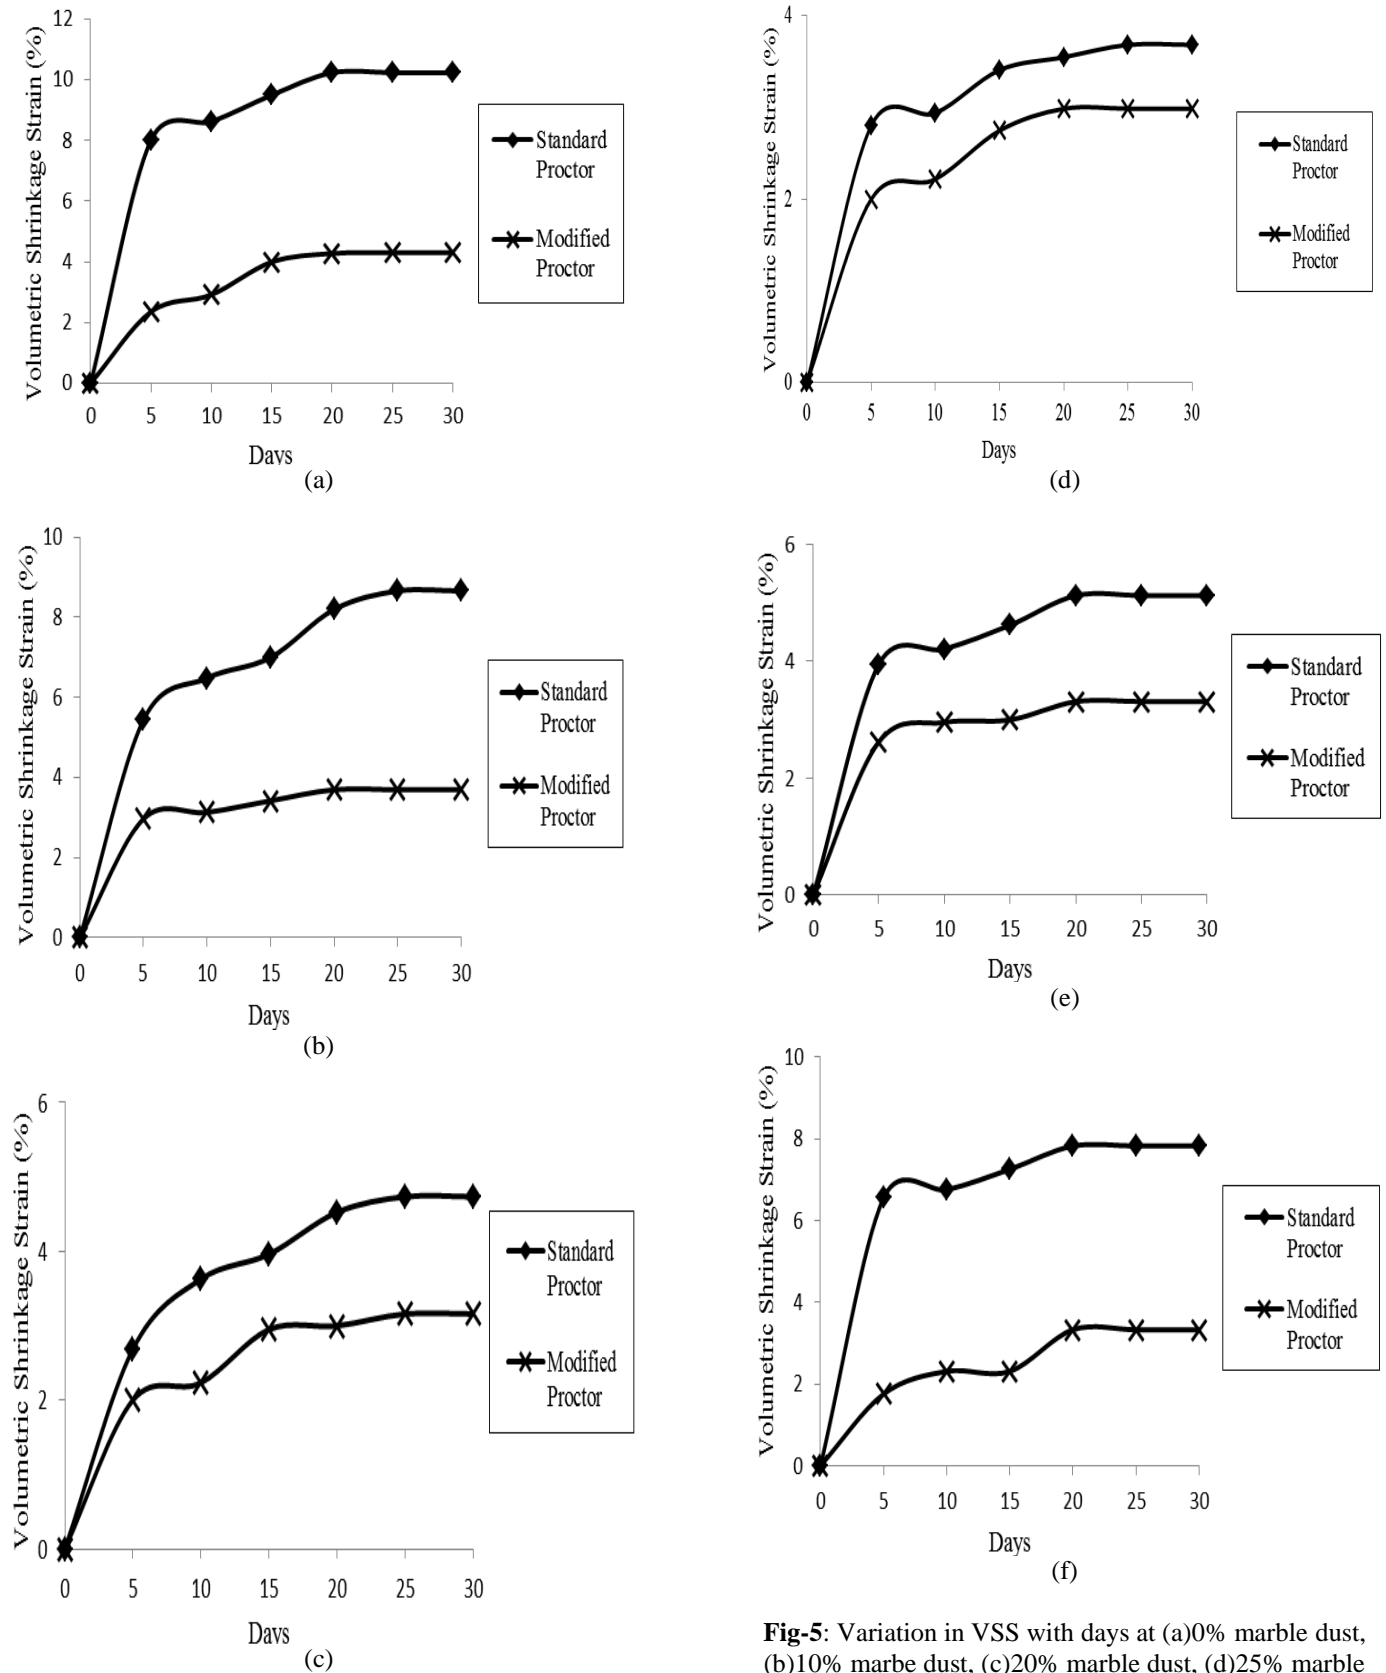 Volumetric Shrinkage Strain (%)
12
10
8
6
4
2
0
0 5 10 15 20 25 30
Days
Standard
Proctor
Modified
Proctor
(a)
Volumetric Shrinkage Strain (%)
10
8
6
4
2
0
0 5 10 15 20 25 30
Days
Standard
Proctor
Modified
Proctor
(b)
Volumetric Shrinkage Strain (%)
6
4
2
0
0 5 10 15 20 25 30
Days
Standard
Proctor
Modified
Proctor
(c)
Volumetric Shrinkage Strain (%)
4
2
0
0 5 10 15 20 25 30
Days
Standard
Proctor
Modified
Proctor
(d)
Volumetric Shrinkage Strain (%)
6
4
2
0
0 5 10 15 20 25 30
Days
Standard
Proctor
Modified
Proctor
(e)
Volumetric Shrinkage Strain (%)
10
8
6
4
2
0
0 5 10 15 20 25 30
Days
Standard
Proctor
Modified
Proctor
(f)
Fig-5: Variation in VSS with days at (a)0% marble dust,
(b)10% marbe dust, (c)20% marble dust, (d)25% marble